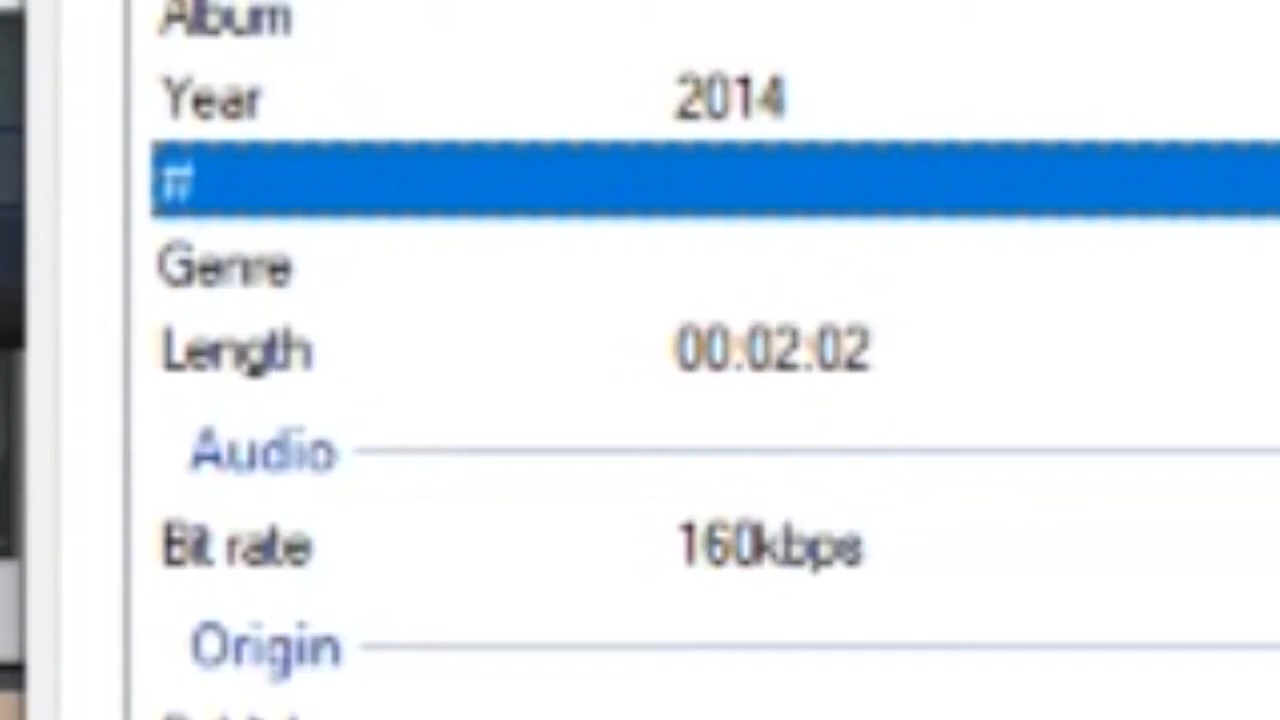 Album
Year 2014
#
Genre
Length 00:02:02
Audio
Bit rate 160kbps
Origin